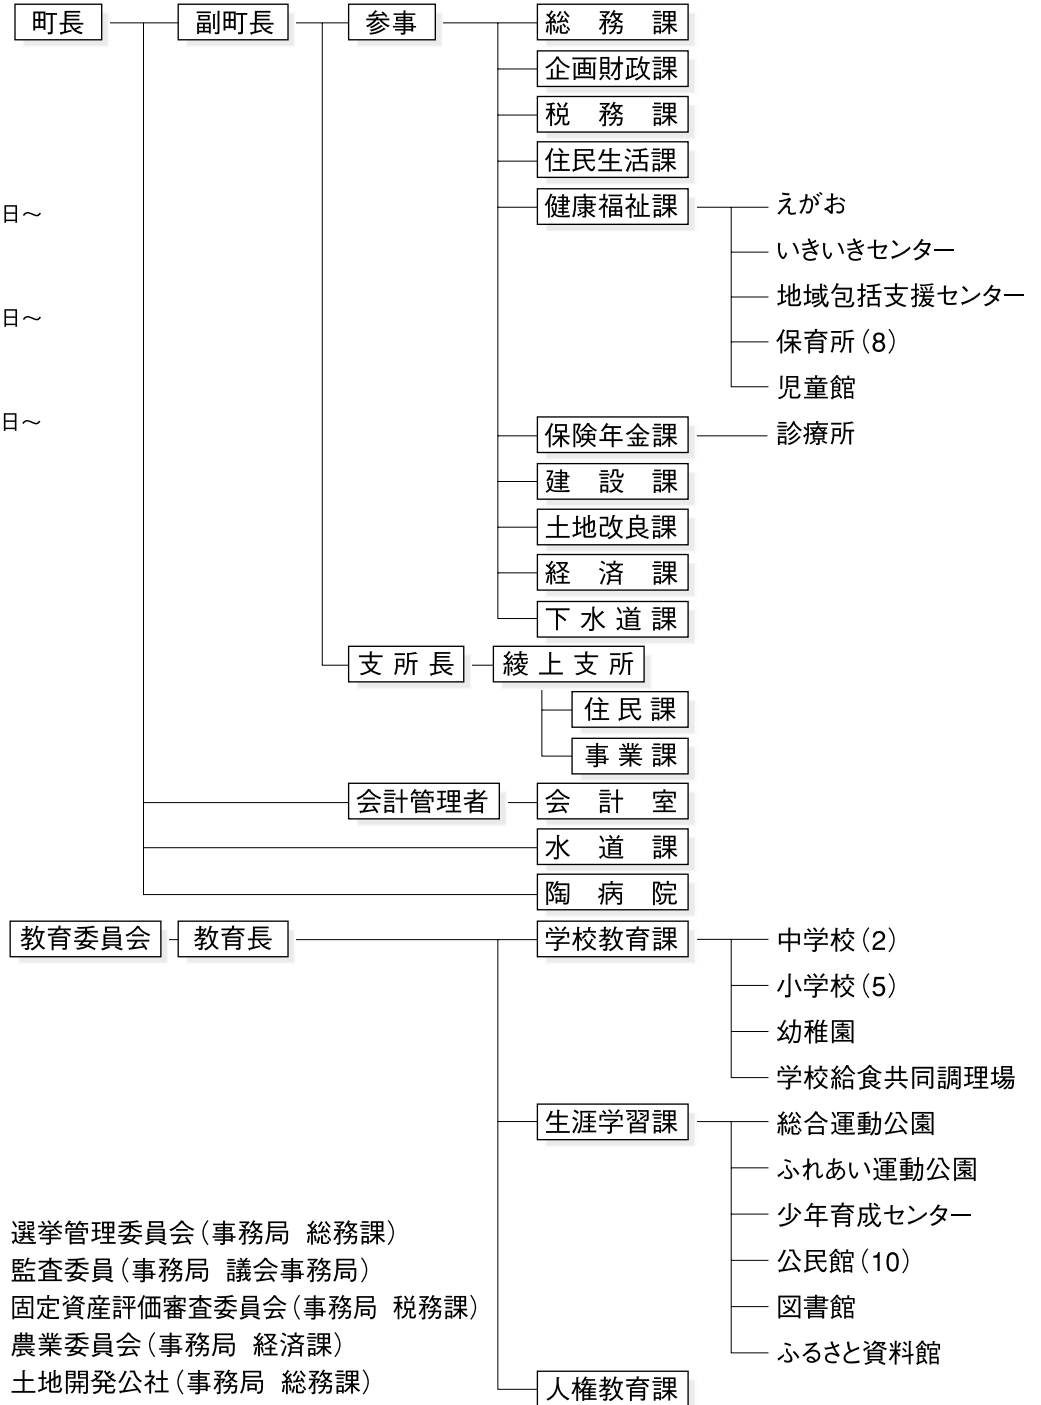 町長　副町長　参事　総　務　課
企画財政課
税　務　課
住民生活課
健康福祉課　えがお
日～
いきいきセンター
地域包括支援センター
日～
保育所（8）
児童館
日～
保険年金課　診療所
建　設　課
土地改良課
経　済　課
下 水 道 課
支 所 長　綾 上 支 所
住 民 課
事 業 課
会計管理者　会　計　室
水　道　課
陶　病　院
教育委員会　教育長　学校教育課　中学校（2）
小学校（5）
幼稚園
学校給食共同調理場
生涯学習課　総合運動公園
ふれあい運動公園
少年育成センター
公民館（10）
図書館
ふるさと資料館
人権教育課
選挙管理委員会（事務局　総務課）
監査委員（事務局　議会事務局）
固定資産評価審査委員会（事務局　税務課）
農業委員会（事務局　経済課）
土地開発公社（事務局　総務課）